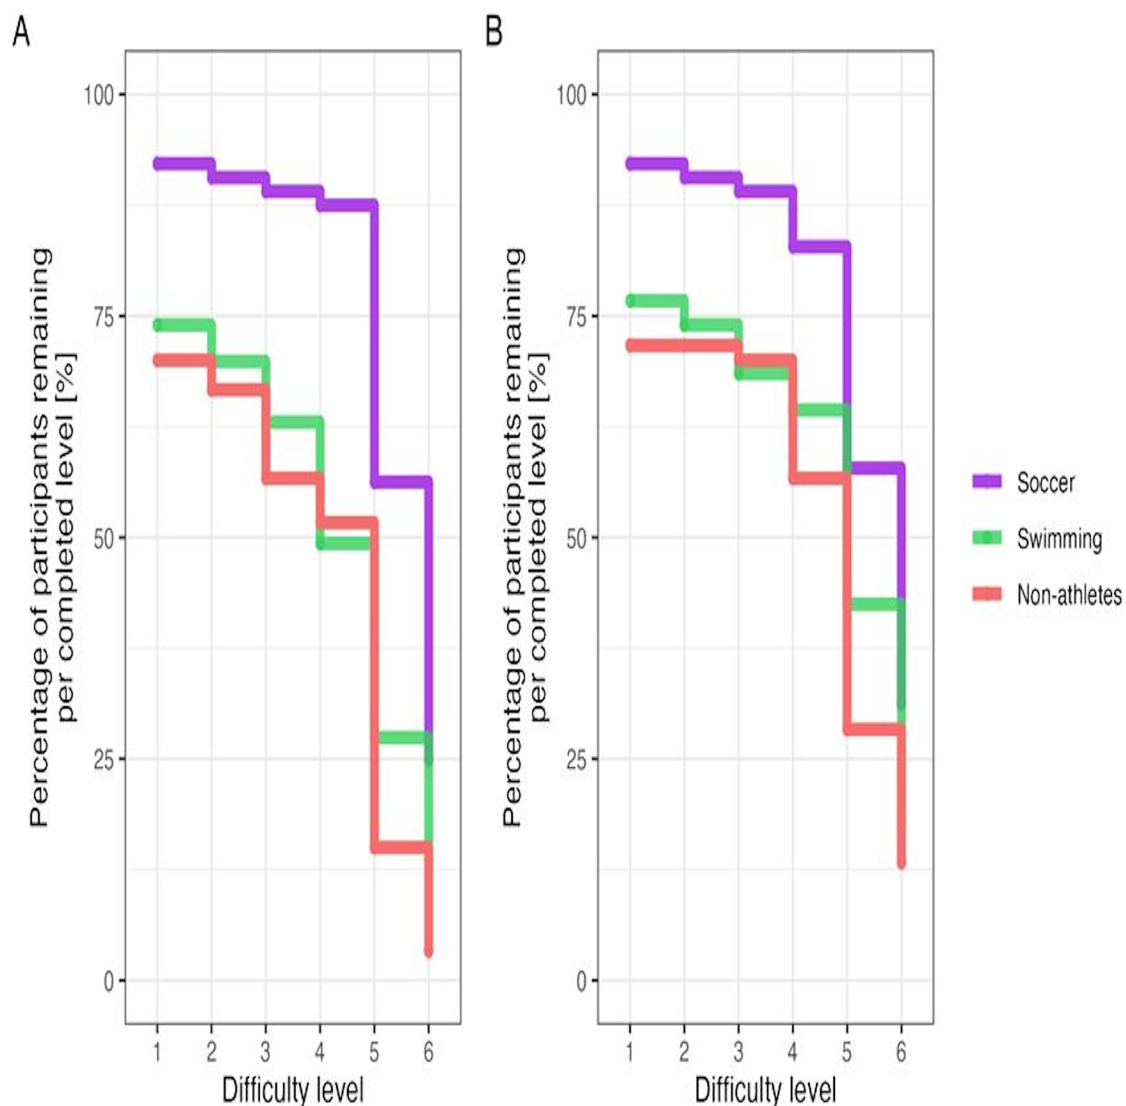 A
B
Percentage of participants remaining
per completed level [%]
100
75
50
25
0
1 2 3 4 5 6
Difficulty level
Percentage of participants remaining
per completed level [%]
100
75
50
25
0
1 2 3 4 5 6
Difficulty level
Soccer
Swimming
Non-athletes